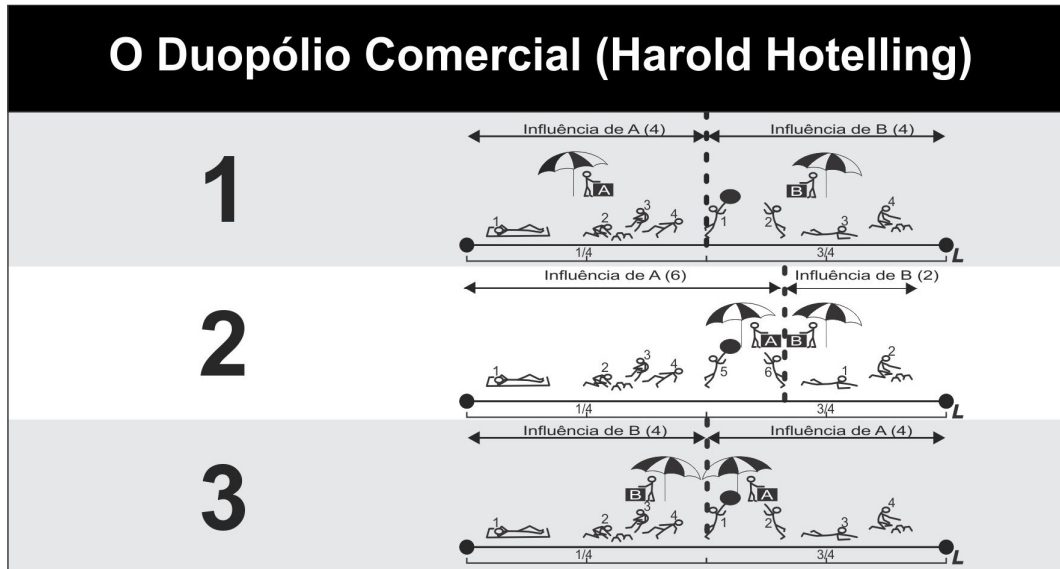 O Duopólio Comercial (Harold Hotelling)
1
Influência de A (4) Influência de B (4)
A B
1 2 3 4 1 2 3 4
1/4 3/4 L
2
Influência de A (6) Influência de B (2)
A B
1 2 3 4 5 6 1 2
1/4 3/4 L
3
Influência de B (4) Influência de A (4)
B A
1 2 3 4 1 2 3 4
1/4 3/4 L